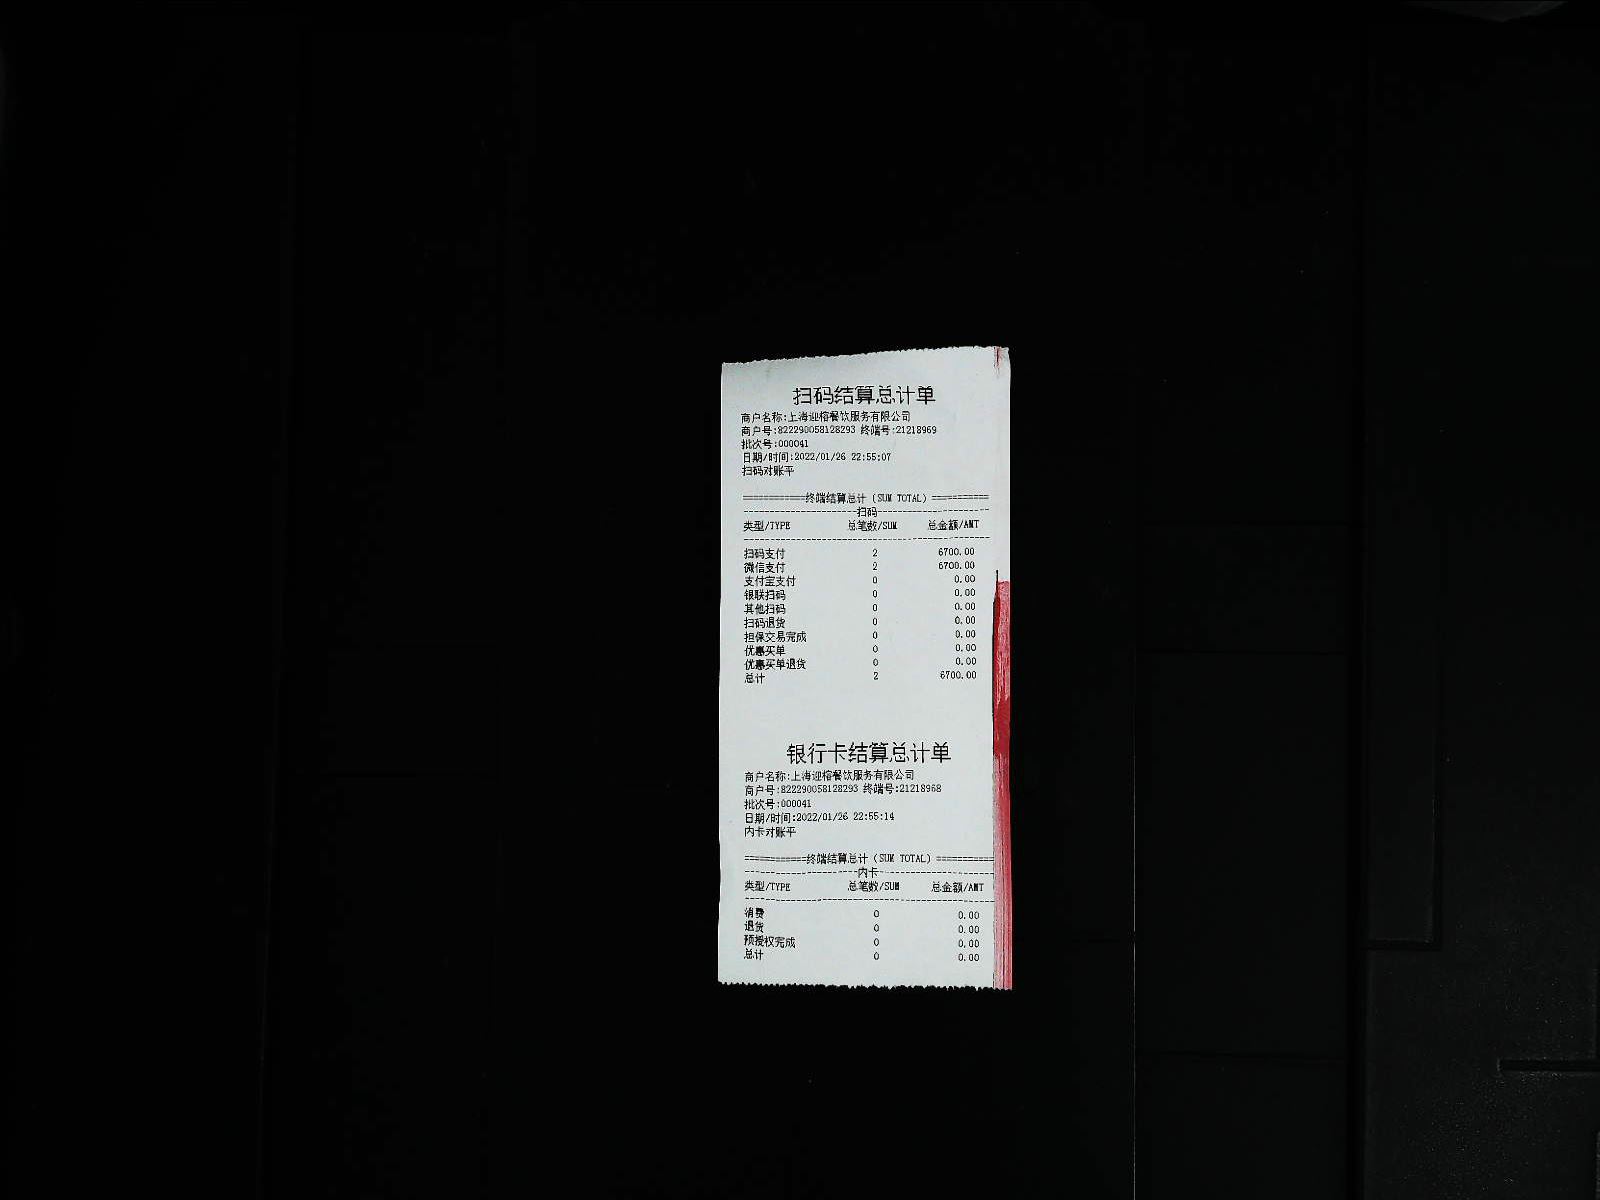 扫码结算总计单
商户名称:上海迎榕餐饮服务有限公司
商户号:822290058128293 终端号:21218969
批次号:000041
日期/时间:2022/01/26 22:55:07
扫码对账平
============终端结算总计 (SUM TOTAL) ===========
----------------------扫码----------------------
类型/TYPE 总笔数/SUM 总金额/AMT
------------------------------------------------
扫码支付 2 6700.00
微信支付 2 6700.00
支付宝支付 0 0.00
银联扫码 0 0.00
其他扫码 0 0.00
扫码退货 0 0.00
担保交易完成 0 0.00
优惠买单 0 0.00
优惠买单退货 0 0.00
总计 2 6700.00
银行卡结算总计单
商户名称:上海迎榕餐饮服务有限公司
商户号:822290058128293 终端号:21218968
批次号:000041
日期/时间:2022/01/26 22:55:14
内卡对账平
============终端结算总计 (SUM TOTAL) ===========
----------------------内卡----------------------
类型/TYPE 总笔数/SUM 总金额/AMT
------------------------------------------------
消费 0 0.00
退货 0 0.00
预授权完成 0 0.00
总计 0 0.00